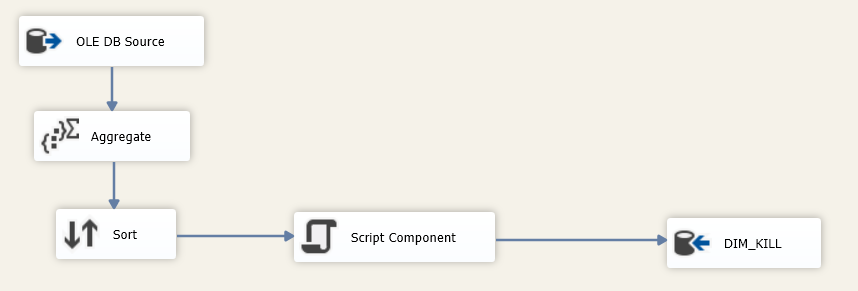 OLE DB Source
Aggregate
Sort
Script Component
DIM_KILL